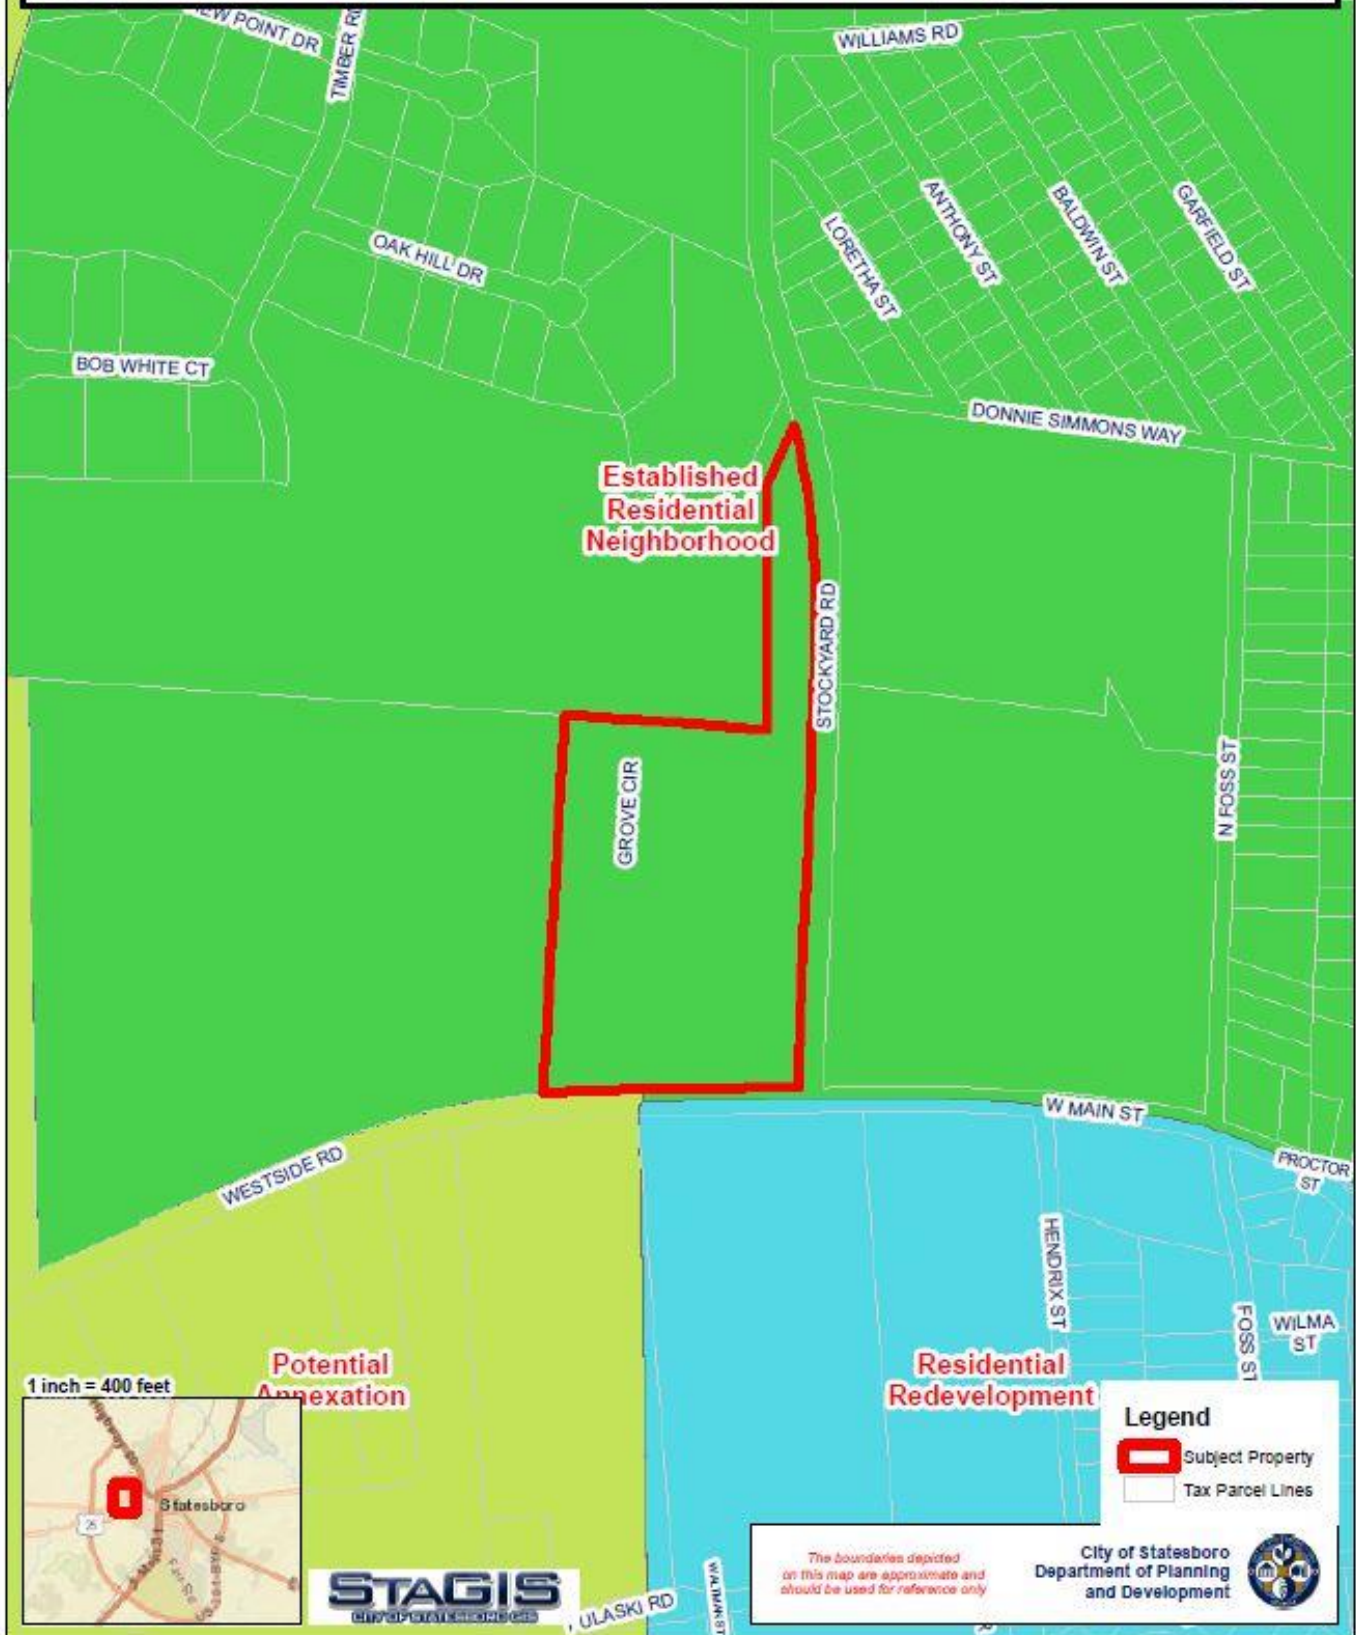 WILLIAMS RD
VIEW POINT DR
TIMBER RD
OAK HILL DR
LORETHA ST
ANTHONY ST
BALDWIN ST
GARFIELD ST
BOB WHITE CT
DONNIE SIMMONS WAY
Established
Residential
Neighborhood
STOCKYARD RD
GROVE CIR
N FOSS ST
W MAIN ST
WESTSIDE RD
PROCTOR
ST
HENDRIX ST
FOSS ST
WILMA
ST
Potential
Annexation
Residential
Redevelopment
1 inch = 400 feet
Statesboro
25
Legend
Subject Property
Tax Parcel Lines
STAGIS
CITY OF STATESBORO GIS
ULASKI RD
WALTMAN ST
The boundaries depicted
on this map are approximate and
should be used for reference only
City of Statesboro
Department of Planning
and Development